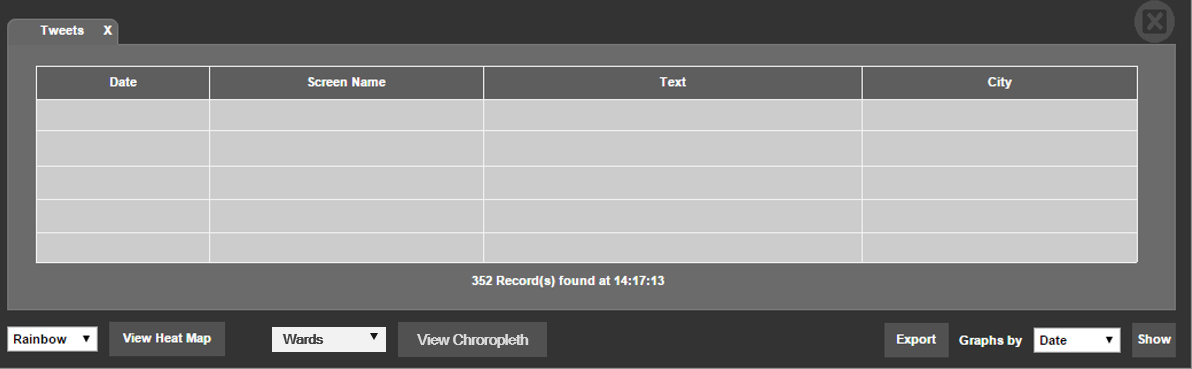 Tweets X
Date Screen Name Text City
352 Record(s) found at 14:17:13
Rainbow View Heat Map Wards View Chroropleth Export Graphs by Date Show